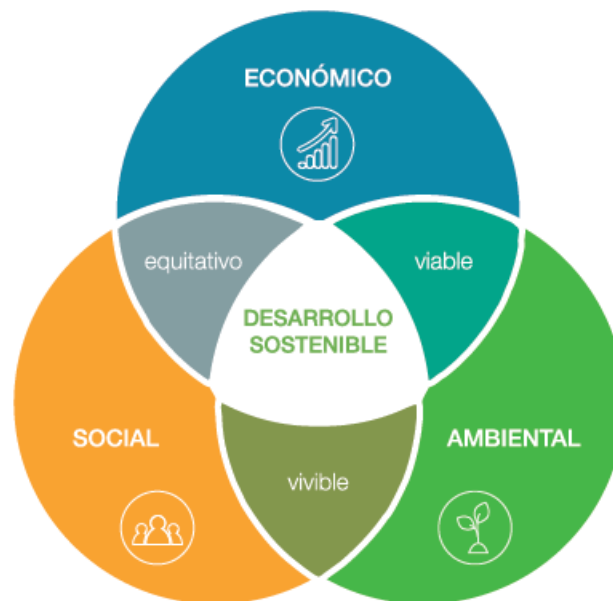 ECONÓMICO
equitativo
viable
DESARROLLO
SOSTENIBLE
SOCIAL
AMBIENTAL
vivible